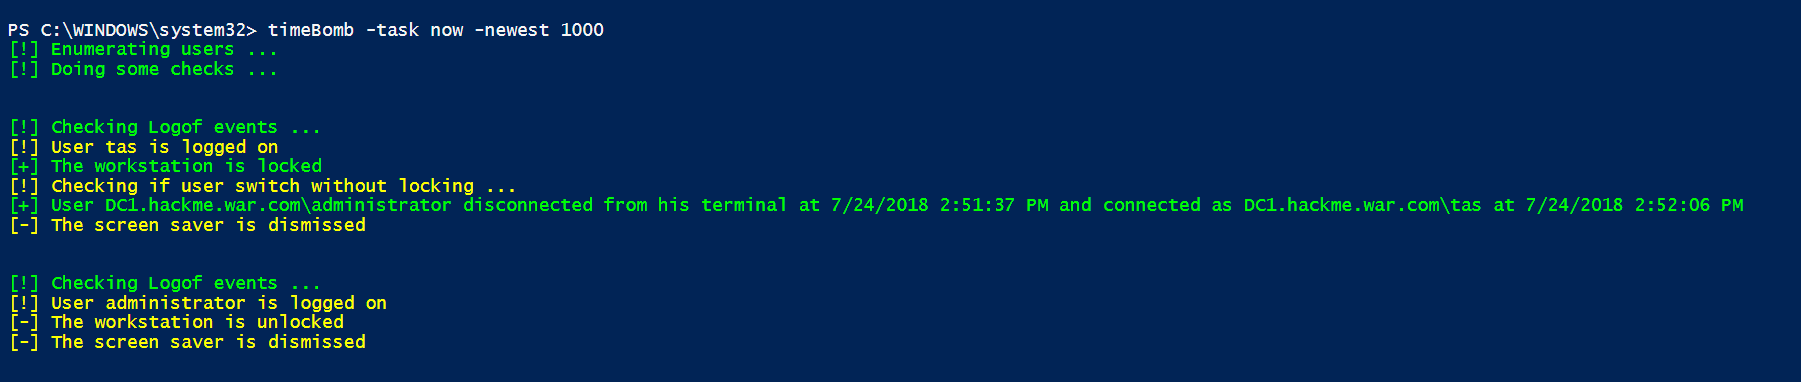 PS C:\WINDOWS\system32> timeBomb -task now -newest 1000
[!] Enumerating users ...
[!] Doing some checks ...
[!] Checking Logof events ...
[!] User tas is logged on
[+] The workstation is locked
[!] Checking if user switch without locking ...
[+] User DC1.hackme.war.com\administrator disconnected from his terminal at 7/24/2018 2:51:37 PM and connected as DC1.hackme.war.com\tas at 7/24/2018 2:52:06 PM
[-] The screen saver is dismissed
[!] Checking Logof events ...
[!] User administrator is logged on
[-] The workstation is unlocked
[-] The screen saver is dismissed